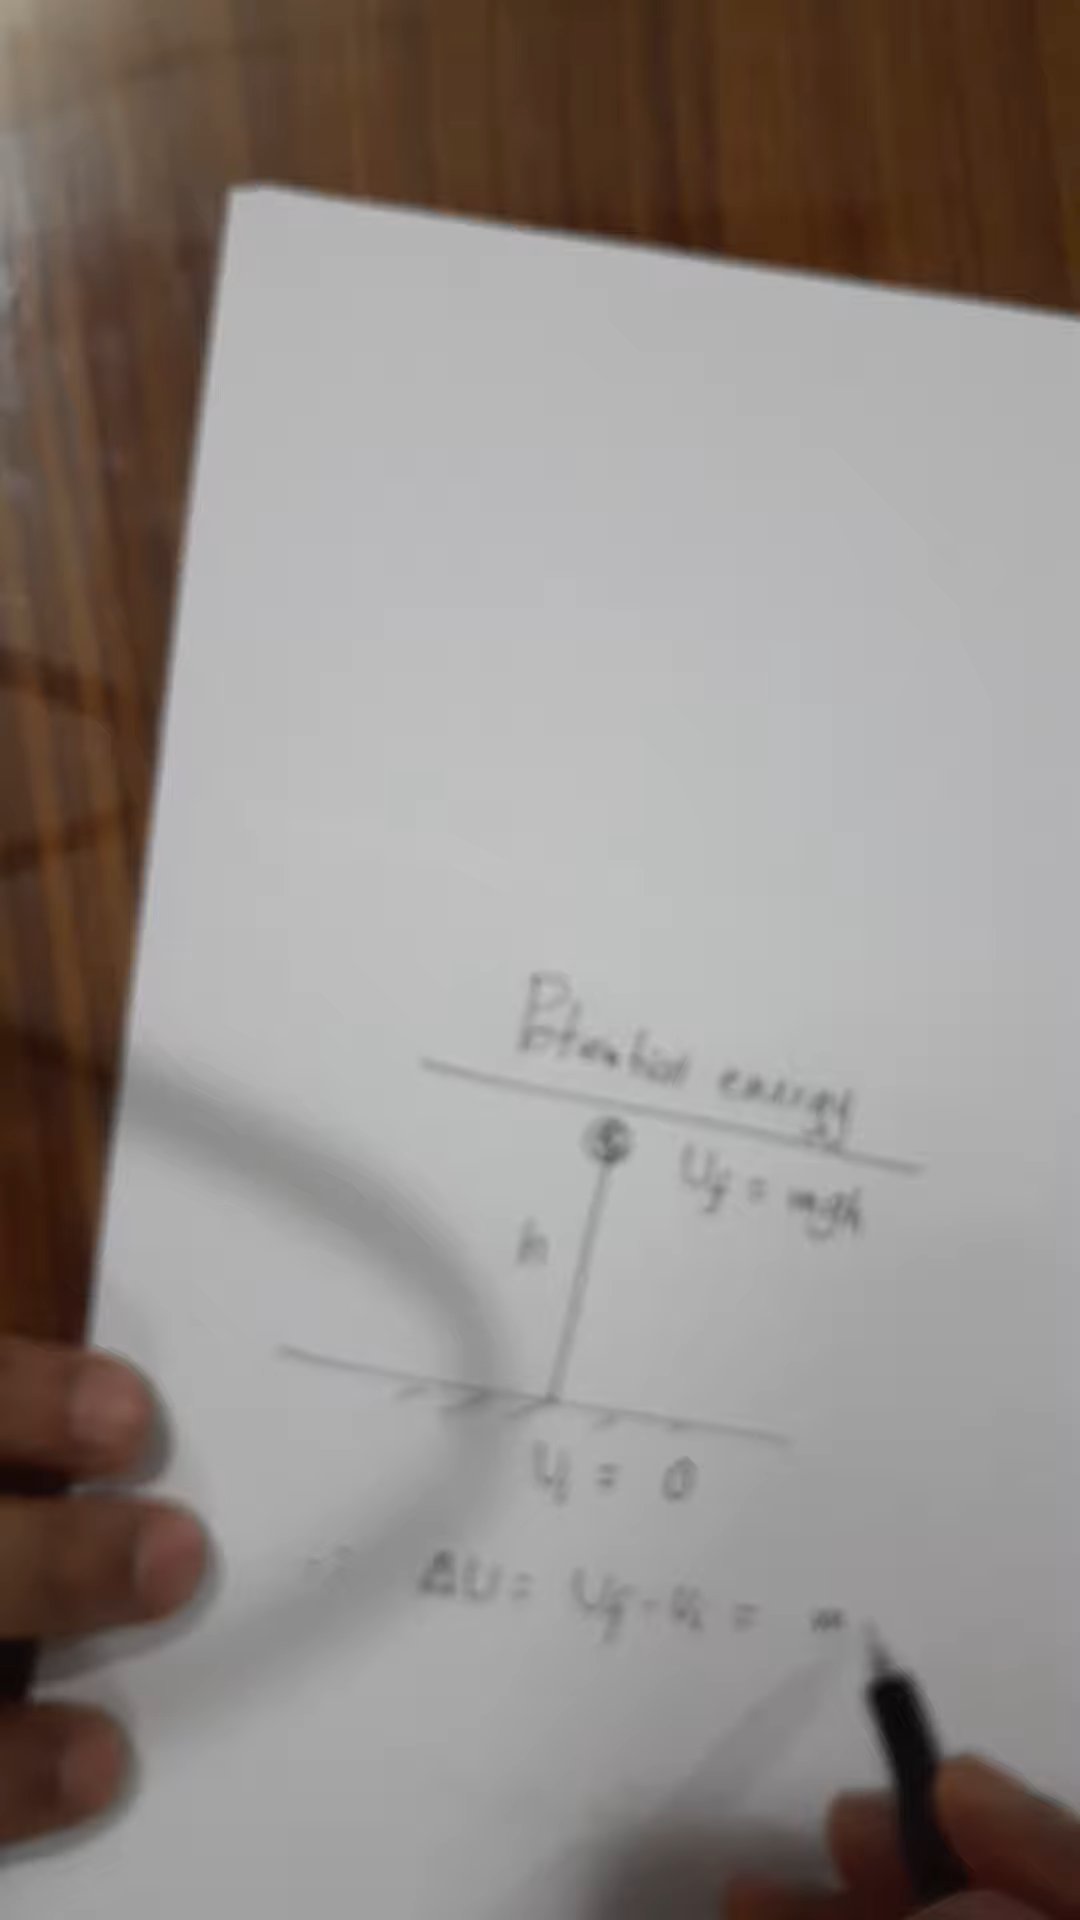 Potential energy
Uf = mgh
h
Ui = 0
ΔU = Uf - Ui = m